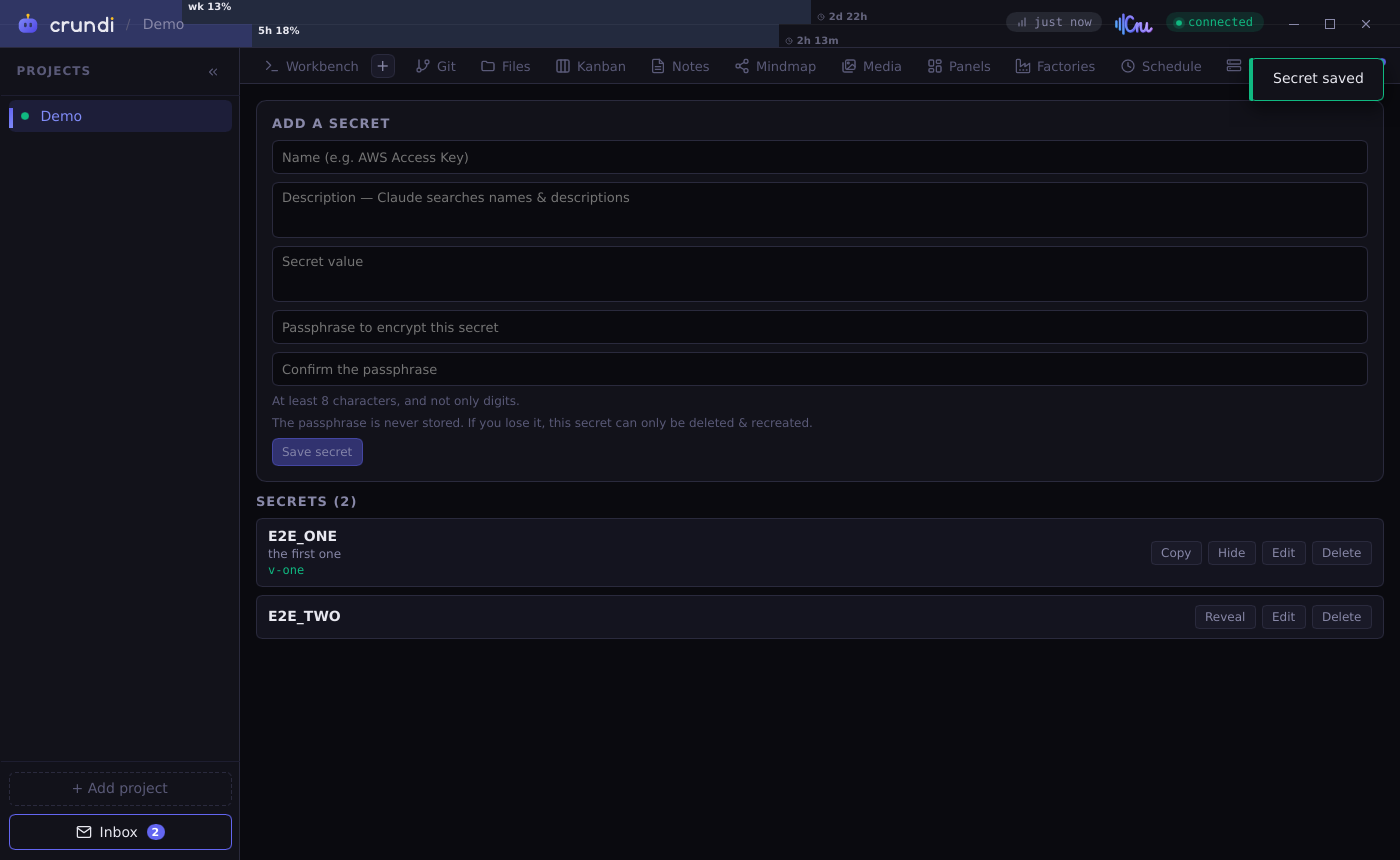 crundi / Demo
wk 13%
2d 22h
5h 18%
2h 13m
just now
Cru
connected
PROJECTS «
Demo
Workbench + Git Files Kanban Notes Mindmap Media Panels Factories Schedule
Secret saved
ADD A SECRET
Name (e.g. AWS Access Key)
Description — Claude searches names & descriptions
Secret value
Passphrase to encrypt this secret
Confirm the passphrase
At least 8 characters, and not only digits.
The passphrase is never stored. If you lose it, this secret can only be deleted & recreated.
Save secret
SECRETS (2)
E2E_ONE
the first one
v-one
Copy Hide Edit Delete
E2E_TWO
Reveal Edit Delete
+ Add project
Inbox 2